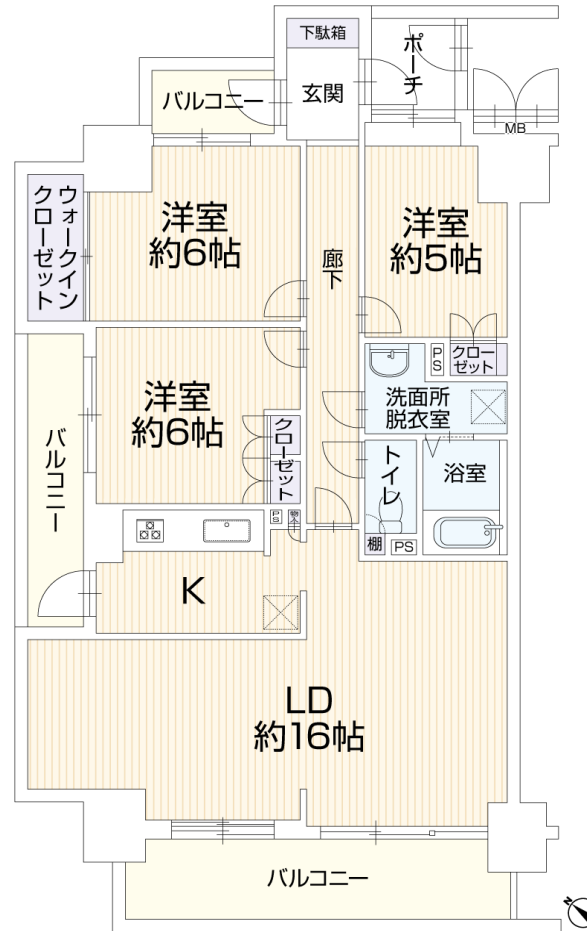 下駄箱
ポーチ
バルコニー
玄関
MB
ウォークイン
クローゼット
洋室
約6帖
廊下
洋室
約5帖
PS
クロー
ゼット
洋室
約6帖
クローゼット
洗面所
脱衣室
バルコニー
トイレ
浴室
PS
物入
棚
PS
K
LD
約16帖
バルコニー
N